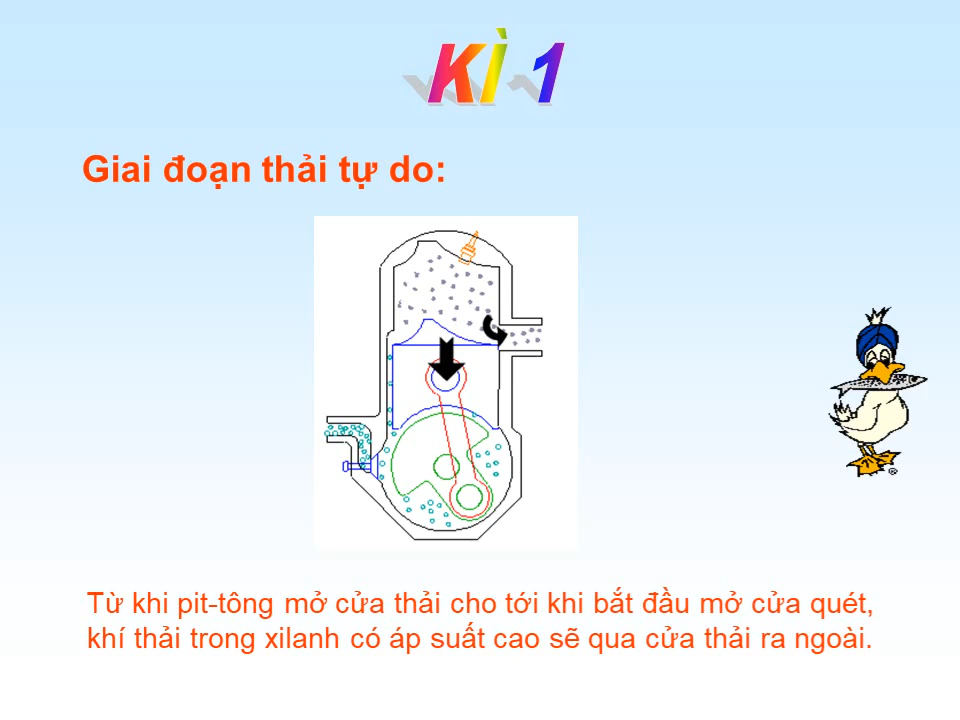 KÌ 1
Giai đoạn thải tự do:
Từ khi pit-tông mở cửa thải cho tới khi bắt đầu mở cửa quét,
khí thải trong xilanh có áp suất cao sẽ qua cửa thải ra ngoài.